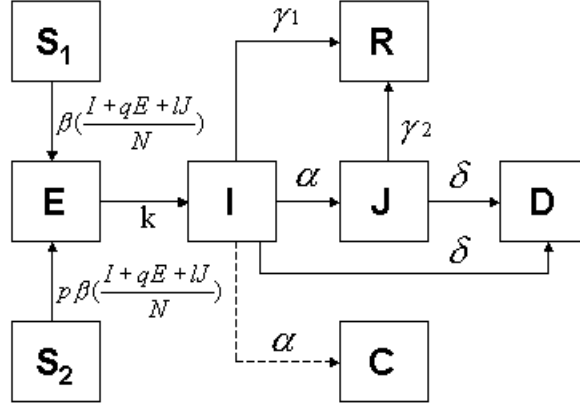 S₁
γ₁
R
β(I + qE + lJ / N)
γ₂
E
k
I
α
J
δ
D
δ
pβ(I + qE + lJ / N)
α
S₂
C